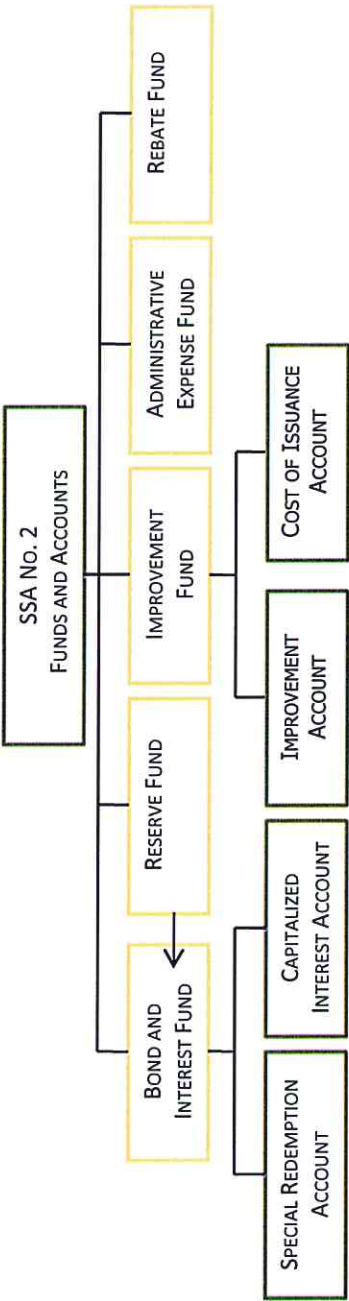 SSA No. 2
FUNDS AND ACCOUNTS
BOND AND
INTEREST FUND
RESERVE FUND
IMPROVEMENT
FUND
ADMINISTRATIVE
EXPENSE FUND
REBATE FUND
SPECIAL REDEMPTION
ACCOUNT
CAPITALIZED
INTEREST ACCOUNT
IMPROVEMENT
ACCOUNT
COST OF ISSUANCE
ACCOUNT